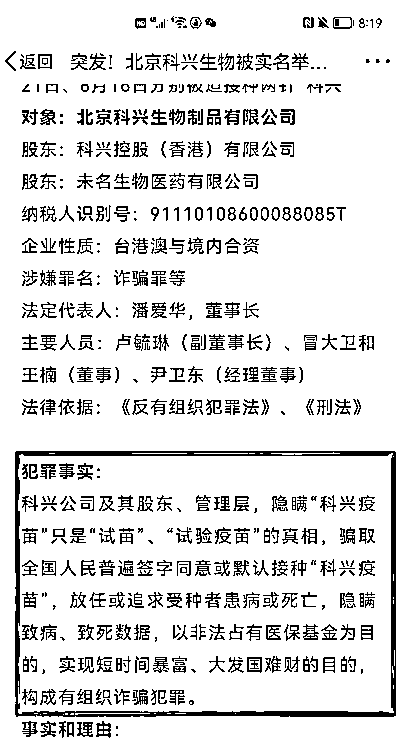 8:19
返回 突发！北京科兴生物被实名举...
21日、6月16日分别被迫接种两针“科兴
对象：北京科兴生物制品有限公司
股东：科兴控股（香港）有限公司
股东：未名生物医药有限公司
纳税人识别号：91110108600088085T
企业性质：台港澳与境内合资
涉嫌罪名：诈骗罪等
法定代表人：潘爱华，董事长
主要人员：卢毓琳（副董事长）、冒大卫和
王楠（董事）、尹卫东（经理董事）
法律依据：《反有组织犯罪法》、《刑法》
犯罪事实：
科兴公司及其股东、管理层，隐瞒“科兴疫
苗”只是“试苗”、“试验疫苗”的真相，骗取
全国人民普遍签字同意或默认接种“科兴疫
苗”，放任或追求受种者患病或死亡，隐瞒
致病、致死数据，以非法占有医保基金为目
的，实现短时间暴富、大发国难财的目的，
构成有组织诈骗犯罪。
事实和理由：